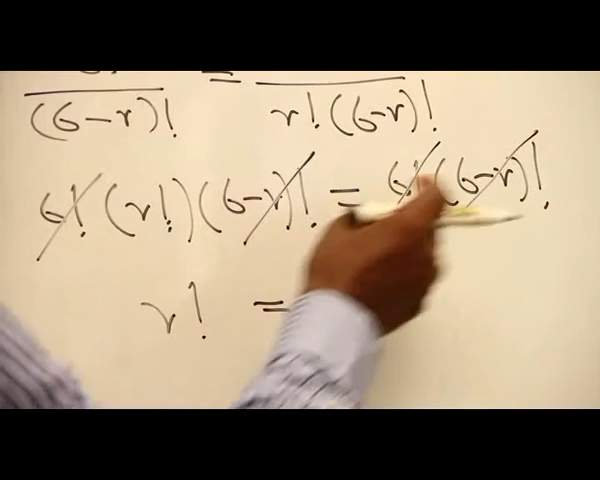 (6-r)! = r!(6-r)!
6! (r!) (6-r)! = 6! (6-r)!
r! =